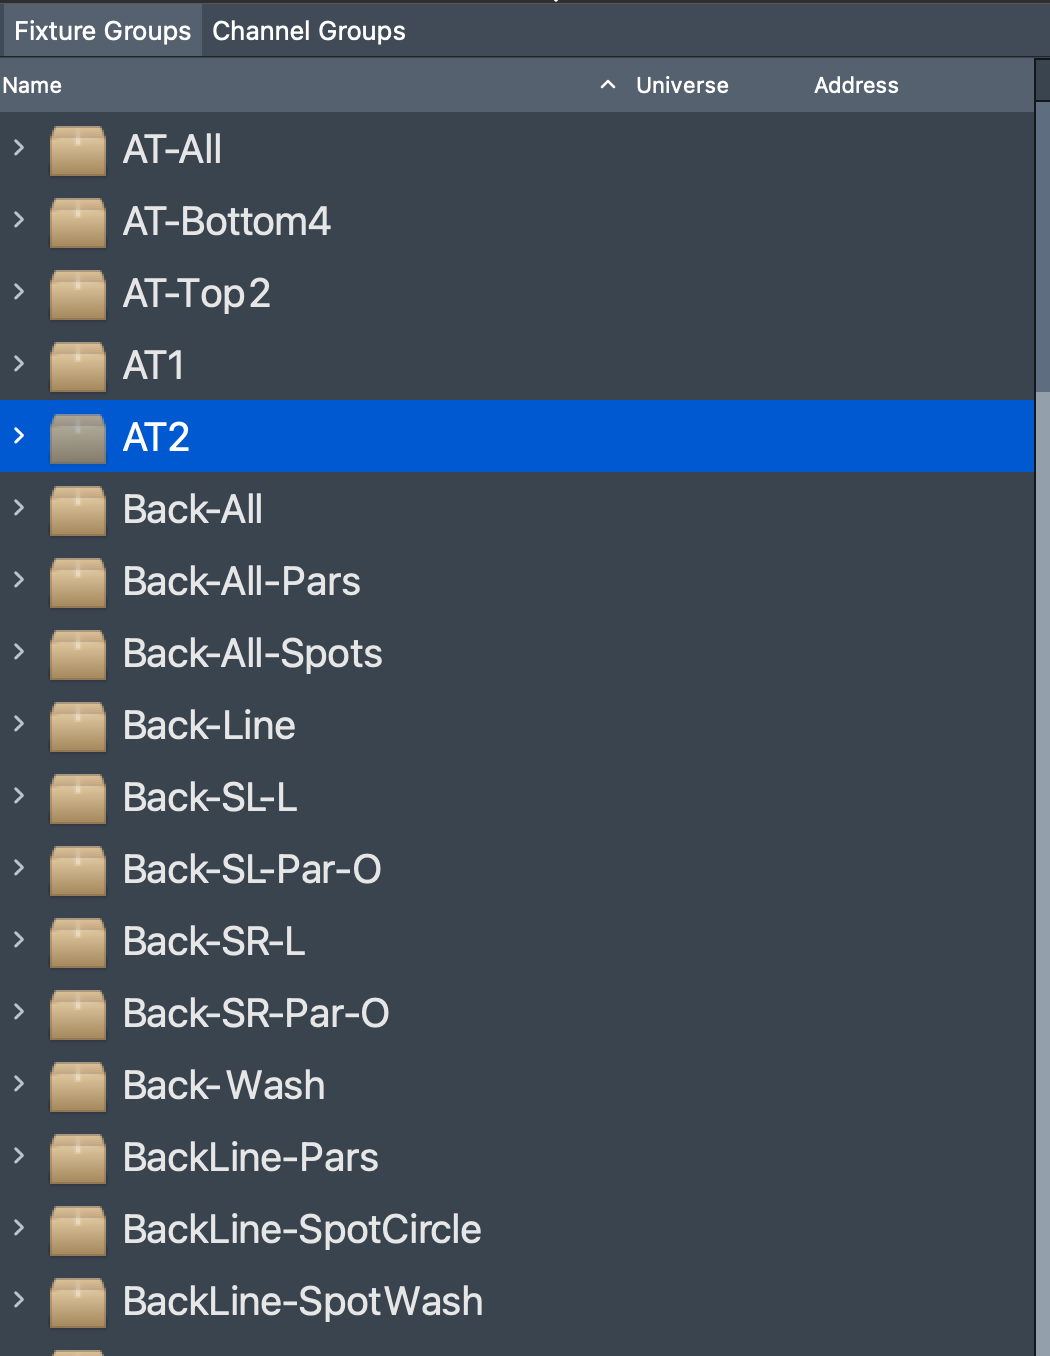 Fixture Groups Channel Groups
Name Universe Address
AT-All
AT-Bottom4
AT-Top2
AT1
AT2
Back-All
Back-All-Pars
Back-All-Spots
Back-Line
Back-SL-L
Back-SL-Par-O
Back-SR-L
Back-SR-Par-O
Back-Wash
BackLine-Pars
BackLine-SpotCircle
BackLine-SpotWash